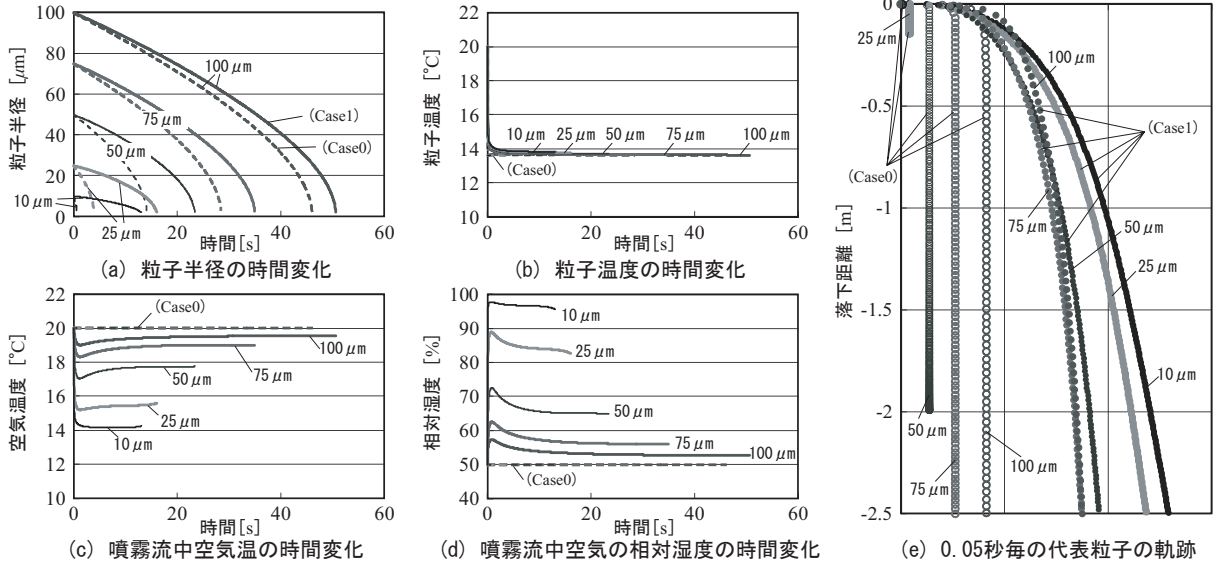 100
80
60
40
20
0
粒子半径 [μm]
100μm
75μm
50μm
10μm
25μm
(Case1)
(Case0)
0 20 40 60
時間[s]
(a) 粒子半径の時間変化
22
20
18
16
14
12
10
粒子温度 [℃]
10μm 25μm 50μm 75μm 100μm
(Case0)
0 20 40 60
時間[s]
(b) 粒子温度の時間変化
22
20
18
16
14
12
10
空気温度 [℃]
(Case0)
100μm
75μm
50μm
25μm
10μm
0 20 40 60
時間[s]
(c) 噴霧流中空気温の時間変化
100
90
80
70
60
50
40
相対湿度 [%]
10μm
25μm
50μm
75μm
100μm
(Case0)
0 20 40 60
時間[s]
(d) 噴霧流中空気の相対湿度の時間変化
0
-0.5
-1
-1.5
-2
-2.5
落下距離 [m]
25μm
100μm
(Case1)
(Case0)
75μm
50μm
25μm
10μm
50μm
100μm
75μm
(e) 0.05秒毎の代表粒子の軌跡